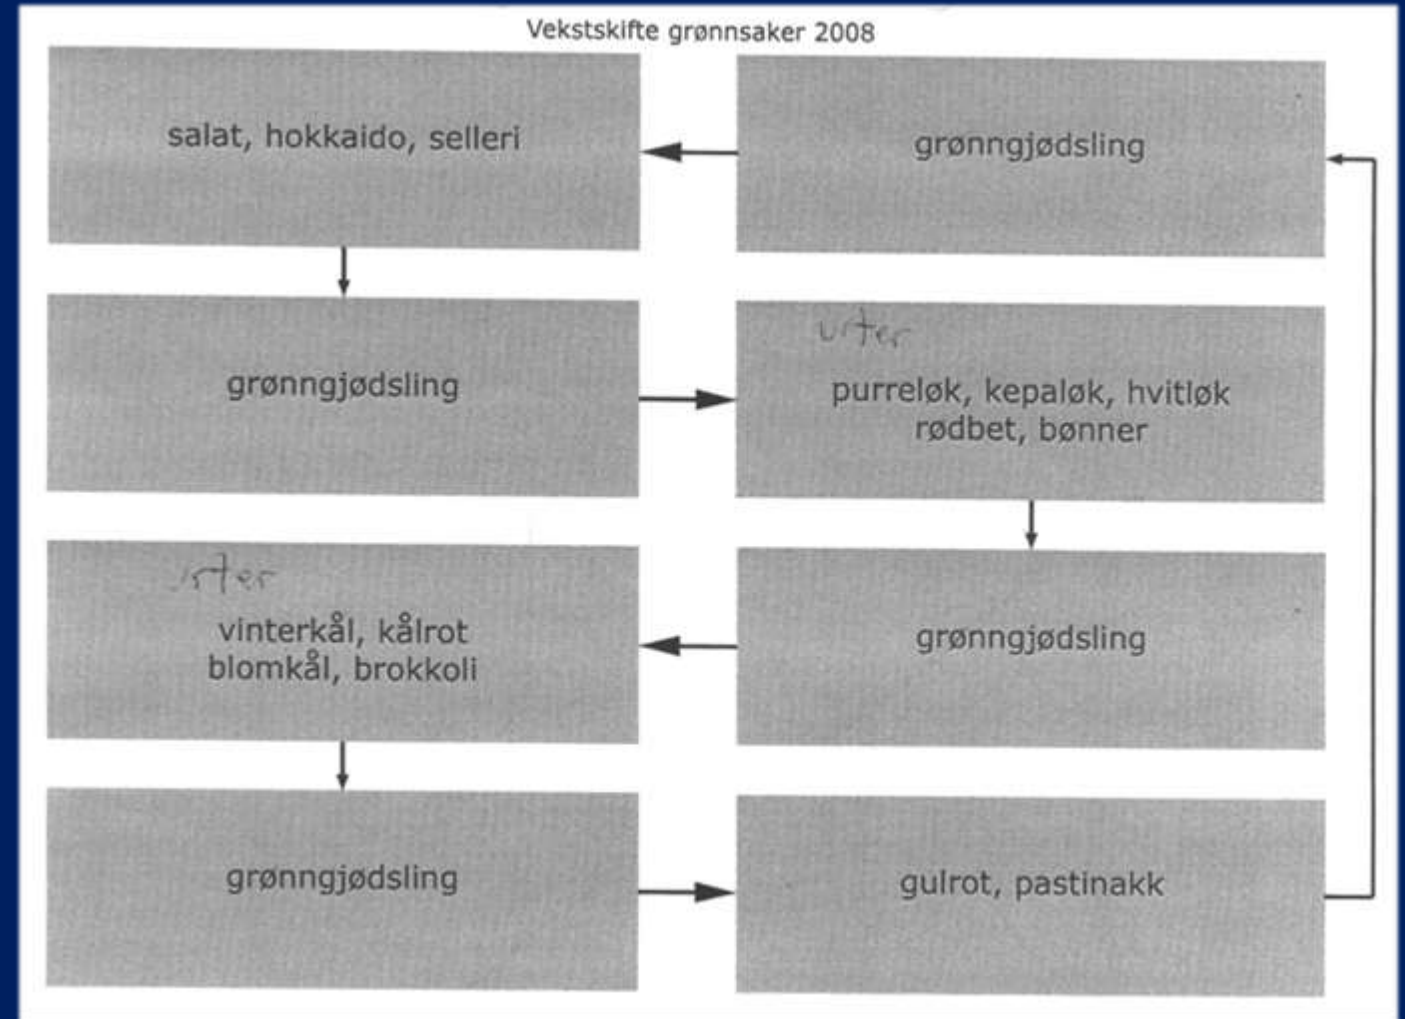 Vekstskifte grønnsaker 2008
salat, hokkaido, selleri
grønngjødsling
grønngjødsling
urter
purreløk, kepaløk, hvitløk
rødbet, bønner
urter
vinterkål, kålrot
blomkål, brokkoli
grønngjødsling
grønngjødsling
gulrot, pastinakk